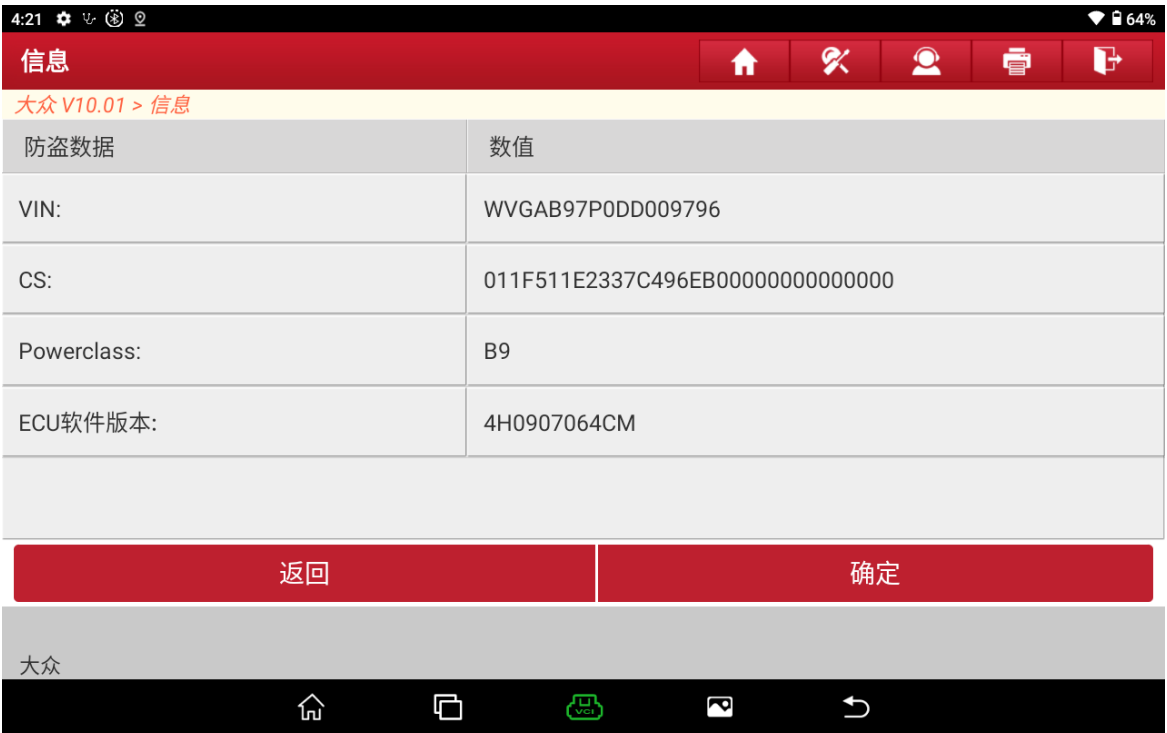 4:21 64%
信息
大众 V10.01 > 信息
防盗数据 数值
VIN: WVGAB97P0DD009796
CS: 011F511E2337C496EB00000000000000
Powerclass: B9
ECU软件版本: 4H0907064CM
返回 确定
大众
VCI